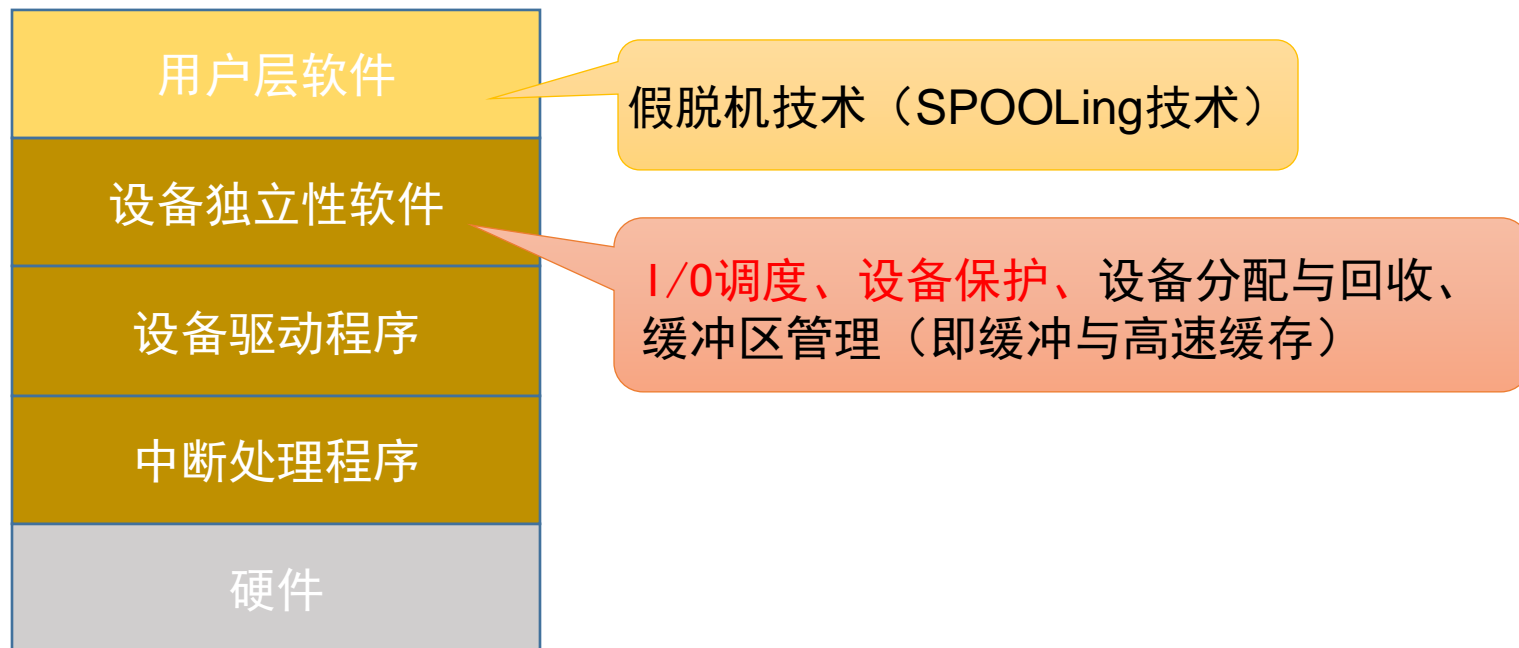 用户层软件
假脱机技术（SPOOLing技术）
设备独立性软件
I/O调度、设备保护、设备分配与回收、
缓冲区管理（即缓冲与高速缓存）
设备驱动程序
中断处理程序
硬件